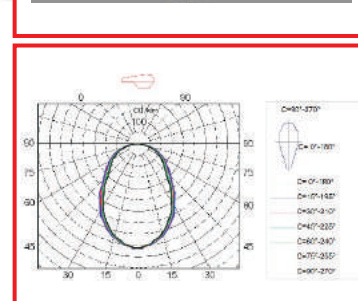 0 90
cd/klm
100
90 90
75 75
60 60
45 45
30 15 0 15 30
C=90°-270°
C= 0°-180°
C= 0°-180°
C=15°-195°
C=30°-210°
C=45°-225°
C=60°-240°
C=75°-255°
C=90°-270°